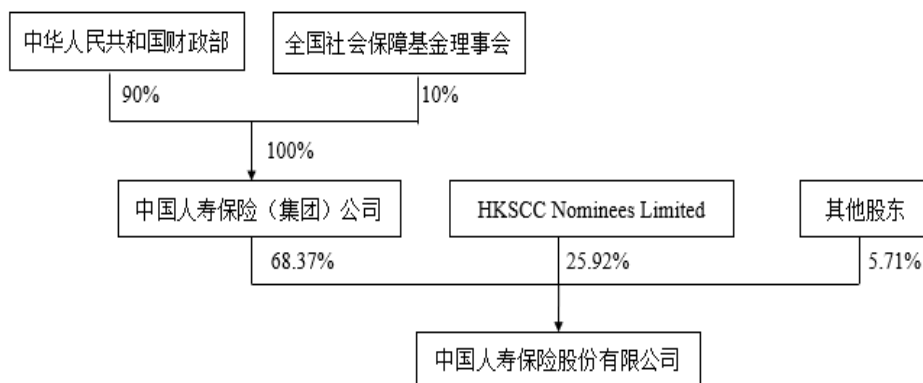 中华人民共和国财政部
全国社会保障基金理事会
90%
10%
100%
中国人寿保险（集团）公司
HKSCC Nominees Limited
其他股东
68.37%
25.92%
5.71%
中国人寿保险股份有限公司